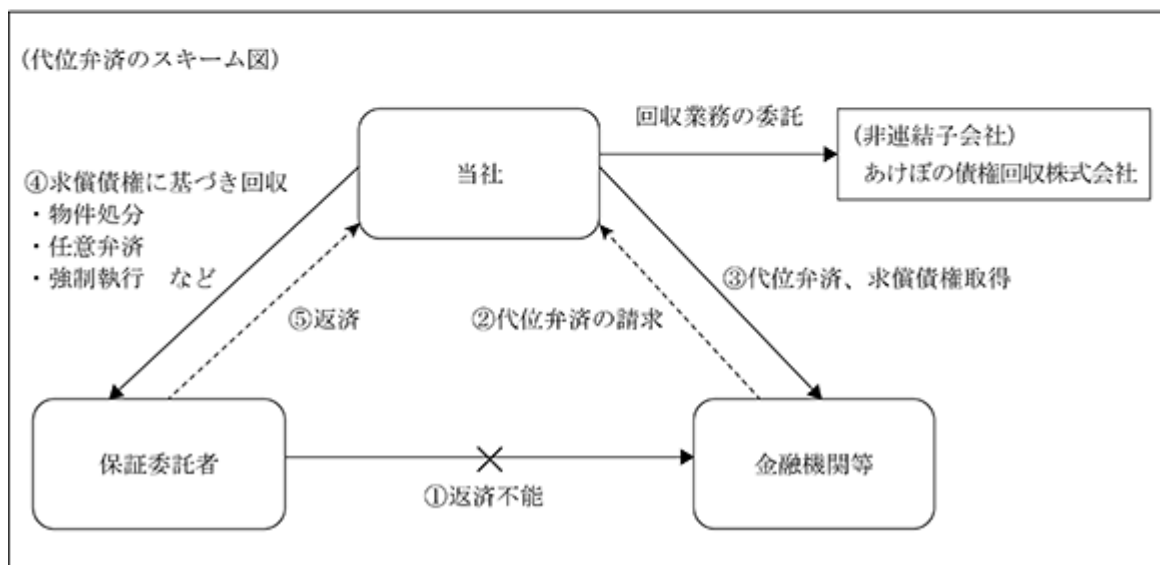 (代位弁済のスキーム図)
回収業務の委託
(非連結子会社)
あけぼの債権回収株式会社
当社
④求償債権に基づき回収
・物件処分
・任意弁済
・強制執行 など
③代位弁済、求償債権取得
⑤返済
②代位弁済の請求
保証委託者
金融機関等
①返済不能